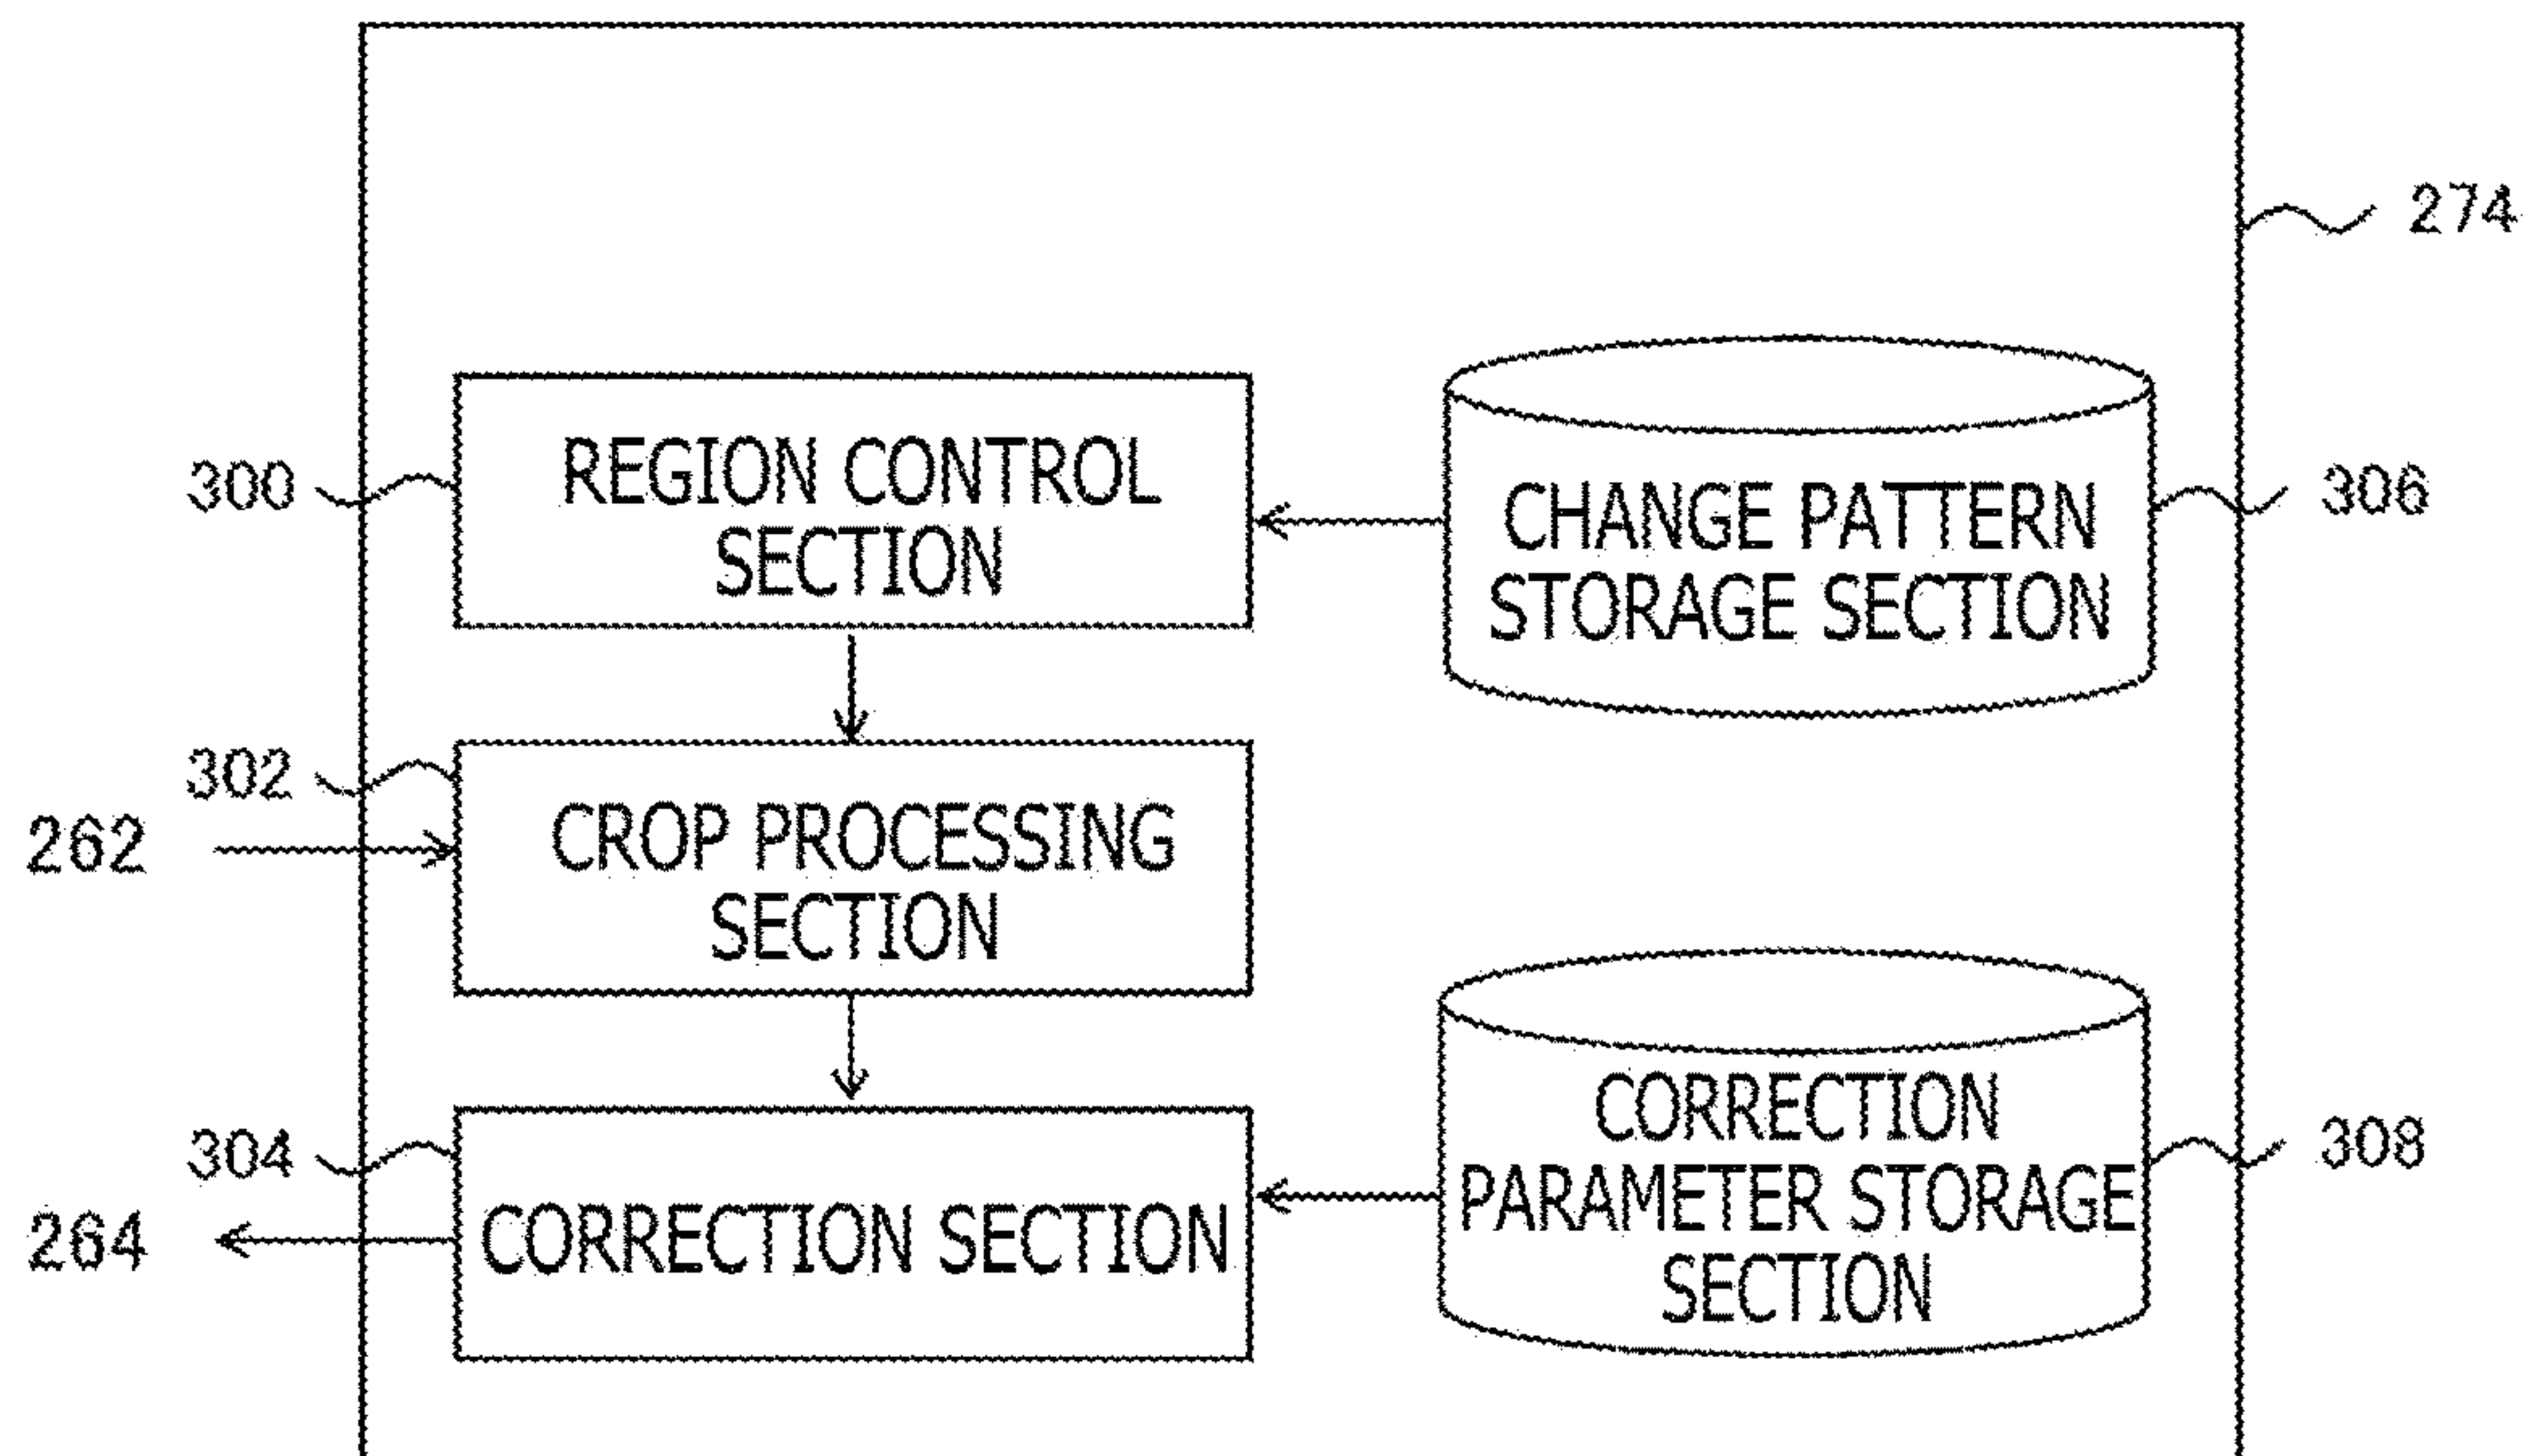 274
300
REGION CONTROL
SECTION
CHANGE PATTERN
STORAGE SECTION
306
302
262
CROP PROCESSING
SECTION
304
264
CORRECTION SECTION
CORRECTION
PARAMETER STORAGE
SECTION
308